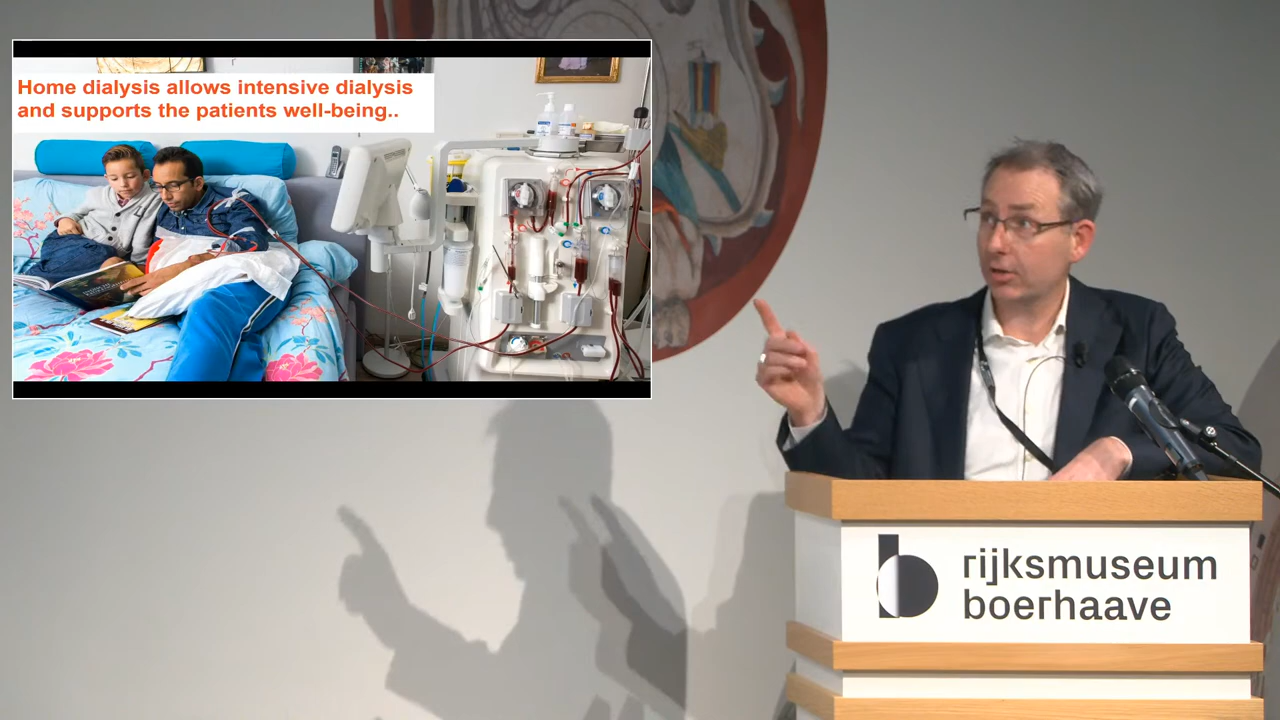 Home dialysis allows intensive dialysis
and supports the patients well-being..
rijksmuseum
boerhaave